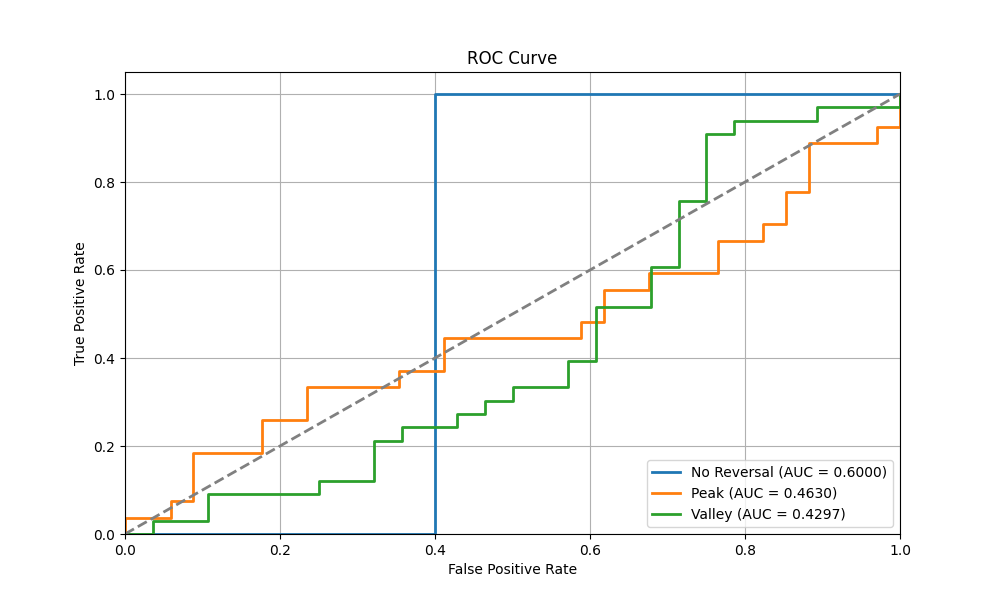 ROC Curve
True Positive Rate
1.0
0.8
0.6
0.4
0.2
0.0
0.0 0.2 0.4 0.6 0.8 1.0
False Positive Rate
No Reversal (AUC = 0.6000)
Peak (AUC = 0.4630)
Valley (AUC = 0.4297)